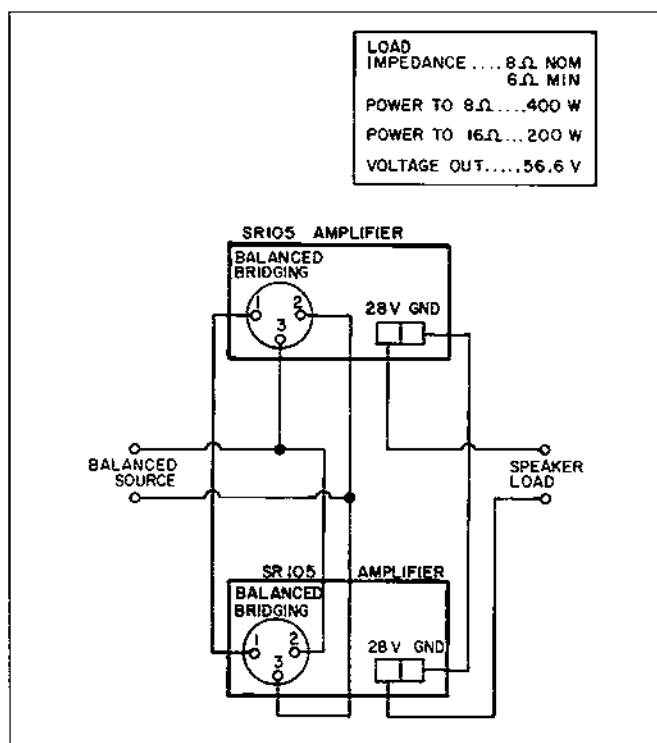 LOAD
IMPEDANCE .... 8Ω NOM
6Ω MIN
POWER TO 8Ω ....400 W
POWER TO 16Ω ...200 W
VOLTAGE OUT.....56.6 V
SR105 AMPLIFIER
BALANCED
BRIDGING
1 2
3
28V GND
BALANCED
SOURCE
SPEAKER
LOAD
SR105 AMPLIFIER
BALANCED
BRIDGING
1 2
3
28V GND